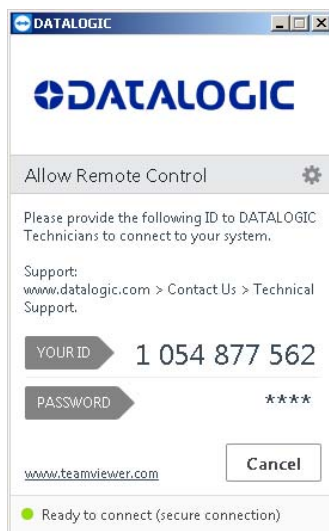 DATALOGIC
DATALOGIC
Allow Remote Control
Please provide the following ID to DATALOGIC
Technicians to connect to your system.
Support:
www.datalogic.com > Contact Us > Technical
Support.
YOUR ID 1 054 877 562
PASSWORD ****
www.teamviewer.com Cancel
Ready to connect (secure connection)